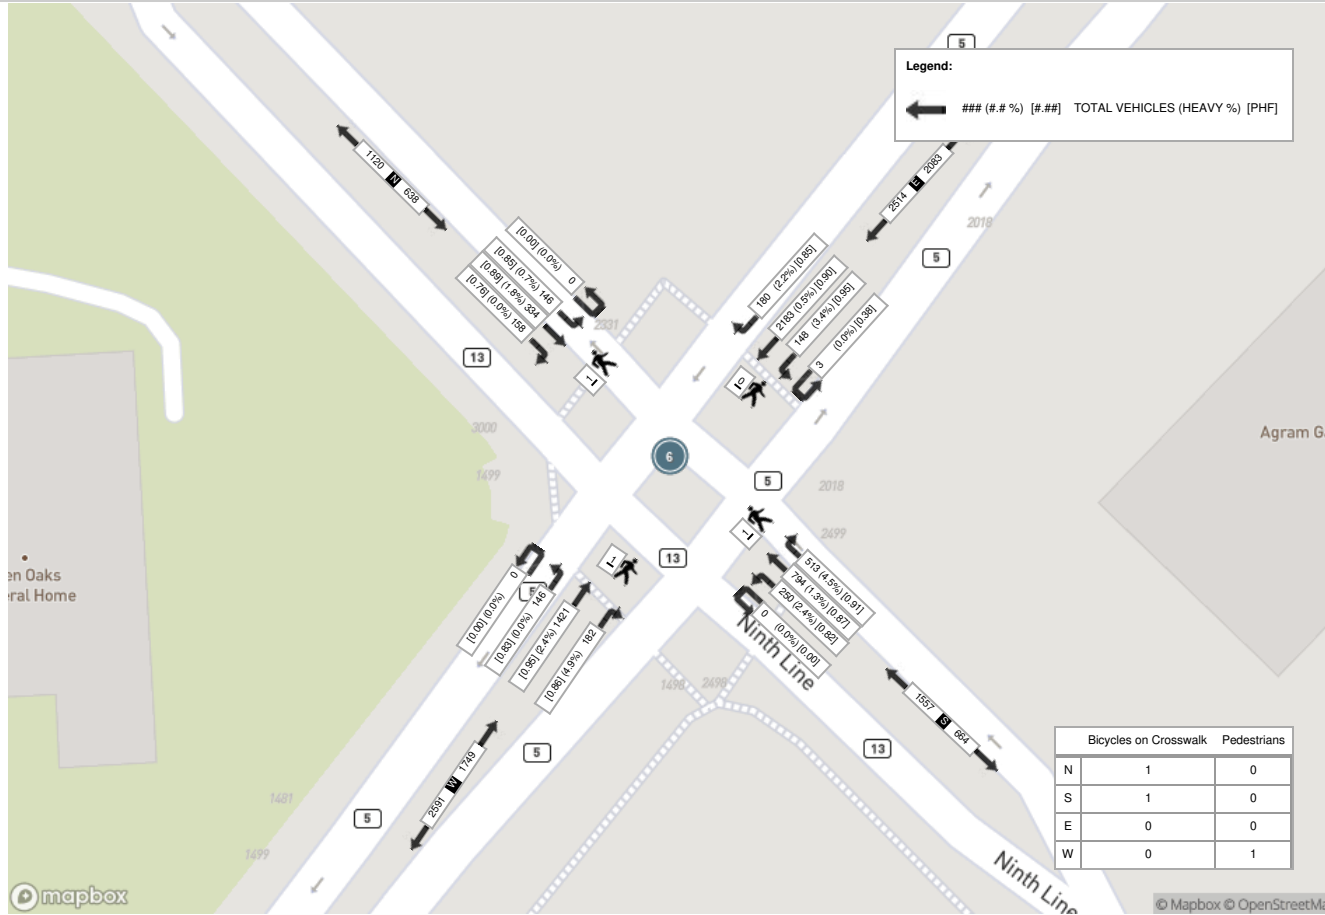 5
Legend:
### (#.# %) [#.##] TOTAL VEHICLES (HEAVY %) [PHF]
1120 N 638
2514 E 2083
2018
5
[0.00] (0.0%) 0
[0.85] (0.7%) 146
[0.89] (1.8%) 334
[0.76] (0.0%) 158
180 (2.2%) [0.85]
2183 (0.5%) [0.90]
148 (3.4%) [0.95]
3 (0.0%) [0.38]
2331
13
1
0
3000
1499
6
Agram G
5
2018
2499
1
1
13
en Oaks
eral Home
[0.00] (0.0%) 0
[0.83] (0.0%) 146
[0.95] (2.4%) 1421
[0.86] (4.9%) 182
513 (4.5%) [0.91]
794 (1.3%) [0.87]
250 (2.4%) [0.82]
0 (0.0%) [0.00]
Ninth Line
1498
2498
1557 S 664
2591 W 1749
5
13
1481
5
1499
Bicycles on Crosswalk Pedestrians
N 1 0
S 1 0
E 0 0
W 0 1
Ninth Line
mapbox
© Mapbox © OpenStreetMa